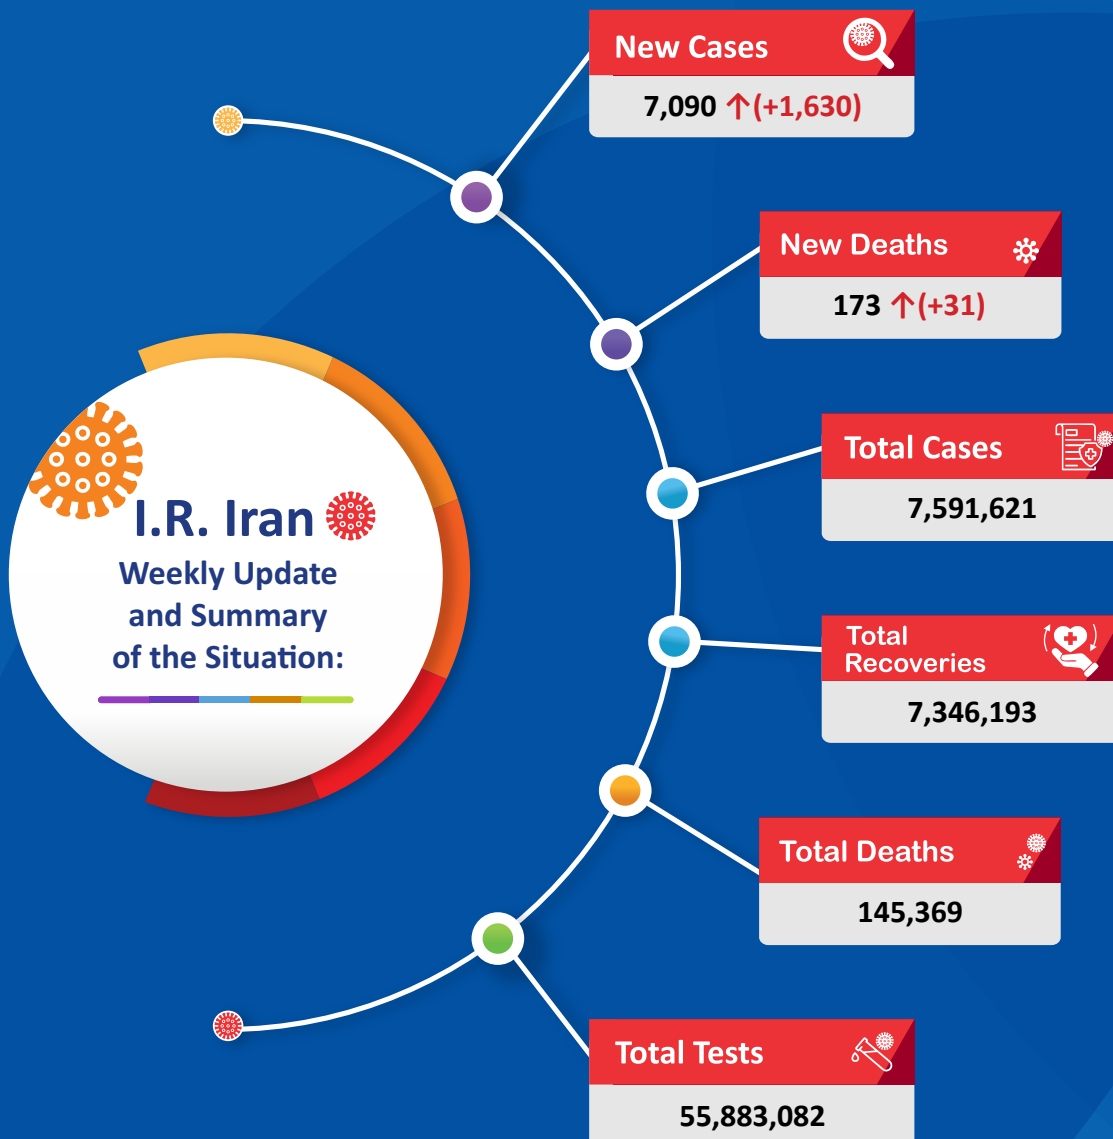 I.R. Iran
Weekly Update
and Summary
of the Situation:
New Cases
7,090 ↑(+1,630)
New Deaths
173 ↑(+31)
Total Cases
7,591,621
Total
Recoveries
7,346,193
Total Deaths
145,369
Total Tests
55,883,082